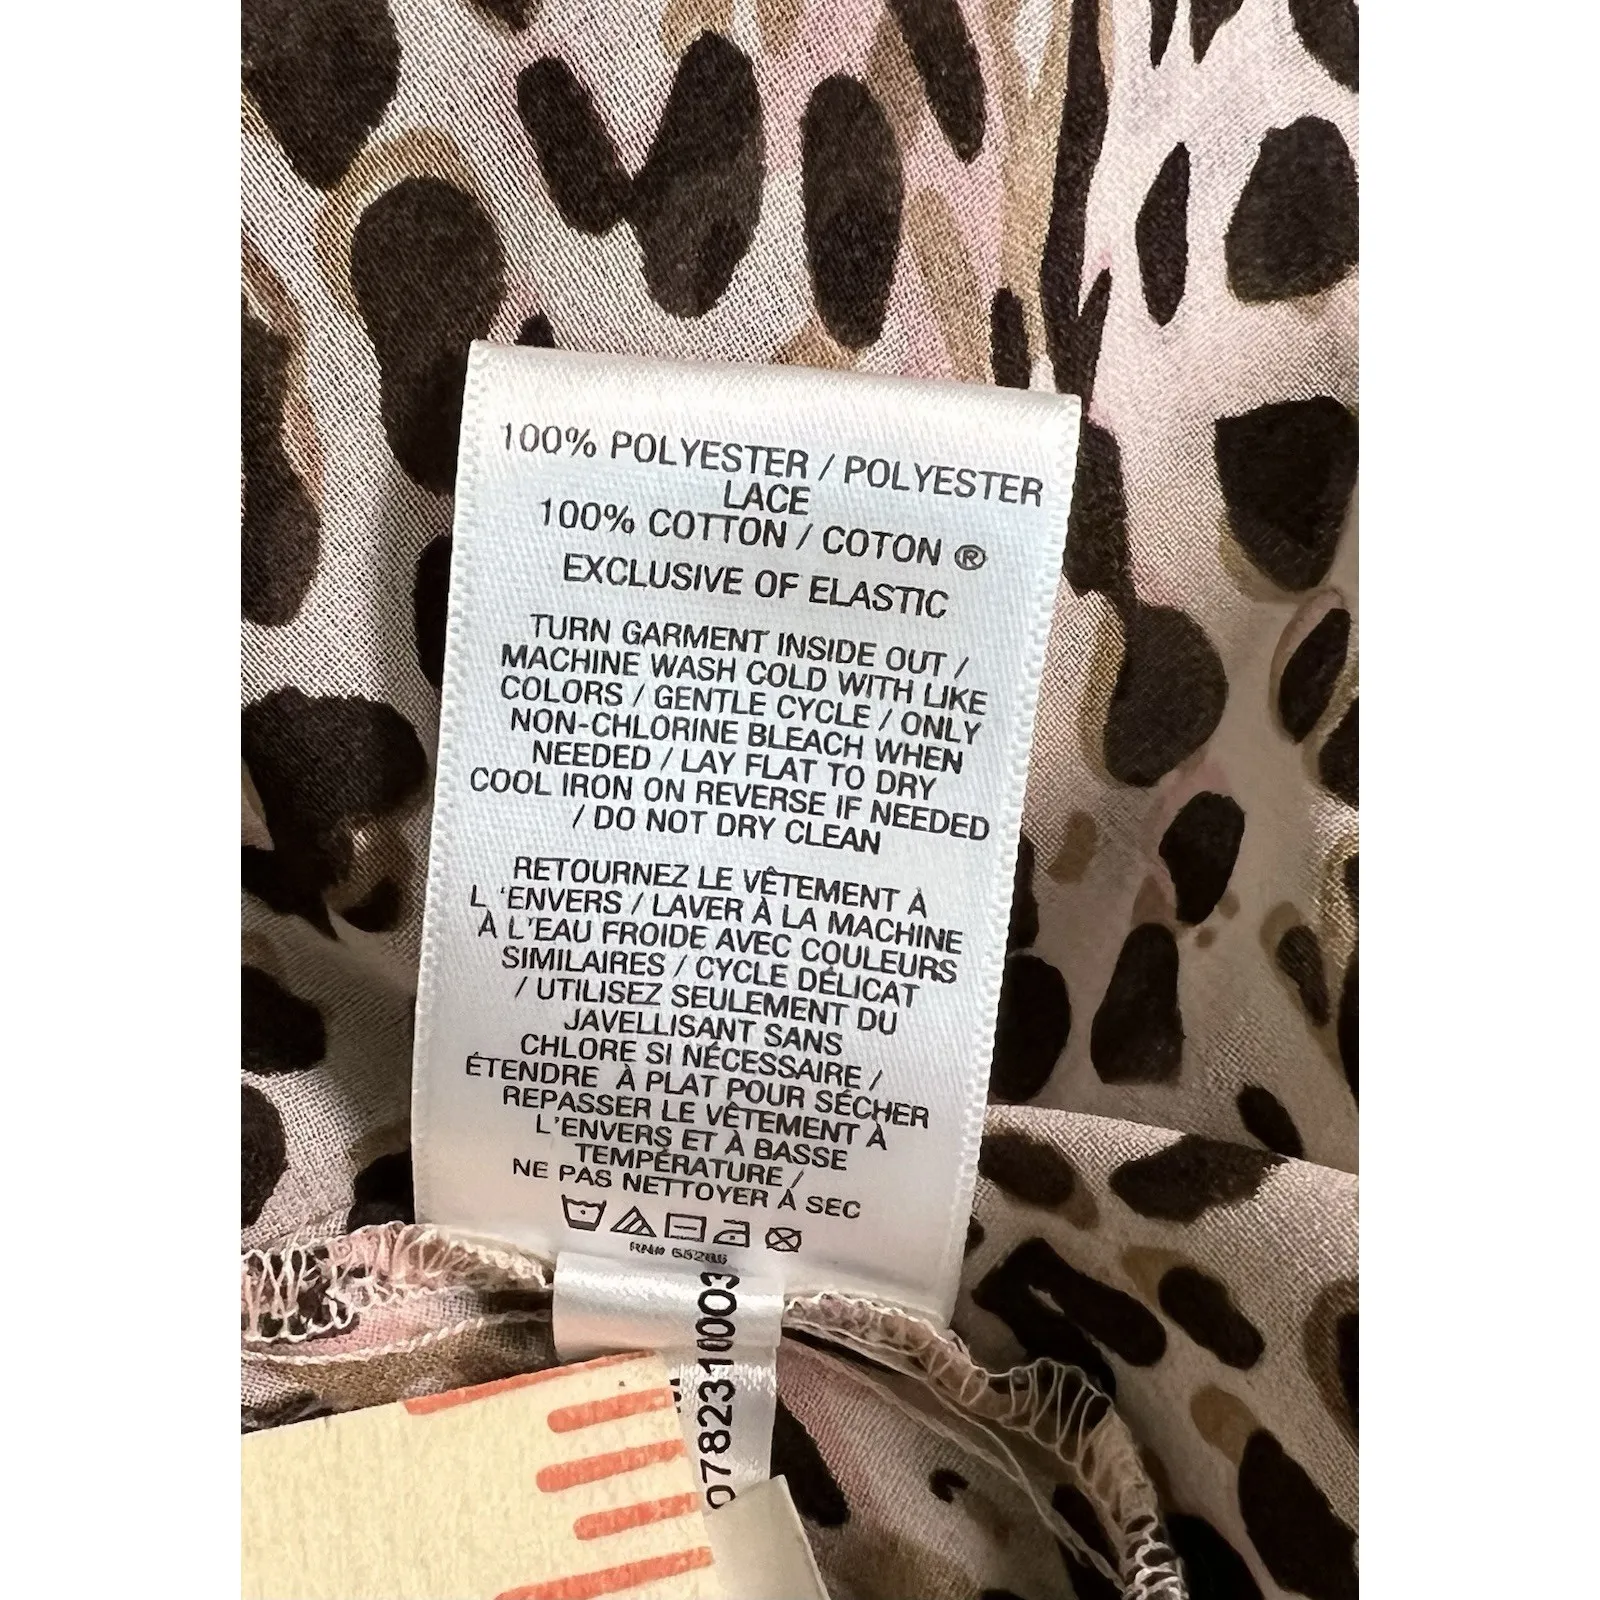 100% POLYESTER / POLYESTER
LACE
100% COTTON / COTON ®
EXCLUSIVE OF ELASTIC
TURN GARMENT INSIDE OUT /
MACHINE WASH COLD WITH LIKE
COLORS / GENTLE CYCLE / ONLY
NON-CHLORINE BLEACH WHEN
NEEDED / LAY FLAT TO DRY
COOL IRON ON REVERSE IF NEEDED
/ DO NOT DRY CLEAN
RETOURNEZ LE VÊTEMENT À
L 'ENVERS / LAVER À LA MACHINE
À L'EAU FROIDE AVEC COULEURS
SIMILAIRES / CYCLE DÉLICAT
/ UTILISEZ SEULEMENT DU
JAVELLISANT SANS
CHLORE SI NÉCESSAIRE /
ÉTENDRE À PLAT POUR SÉCHER
REPASSER LE VÊTEMENT À
L'ENVERS ET À BASSE
TEMPÉRATURE /
NE PAS NETTOYER À SEC
RN#